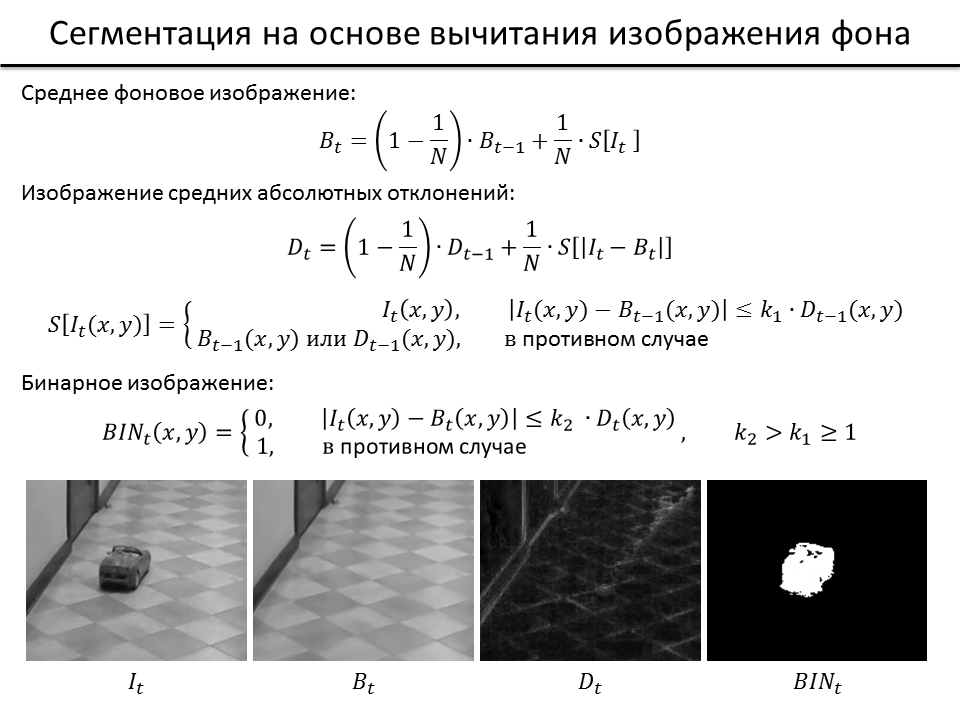 Сегментация на основе вычитания изображения фона
Среднее фоновое изображение:
B_t = (1 − 1/N) · B_{t−1} + 1/N · S[I_t ]
Изображение средних абсолютных отклонений:
D_t = (1 − 1/N) · D_{t−1} + 1/N · S[|I_t − B_t|]
S[I_t(x, y)] = { I_t(x, y), |I_t(x, y) − B_{t−1}(x, y)| ≤ k_1 · D_{t−1}(x, y)
B_{t−1}(x, y) или D_{t−1}(x, y), в противном случае
Бинарное изображение:
BIN_t(x, y) = { 0, |I_t(x, y) − B_t(x, y)| ≤ k_2 · D_t(x, y)
1, в противном случае , k_2 > k_1 ≥ 1
I_t B_t D_t BIN_t